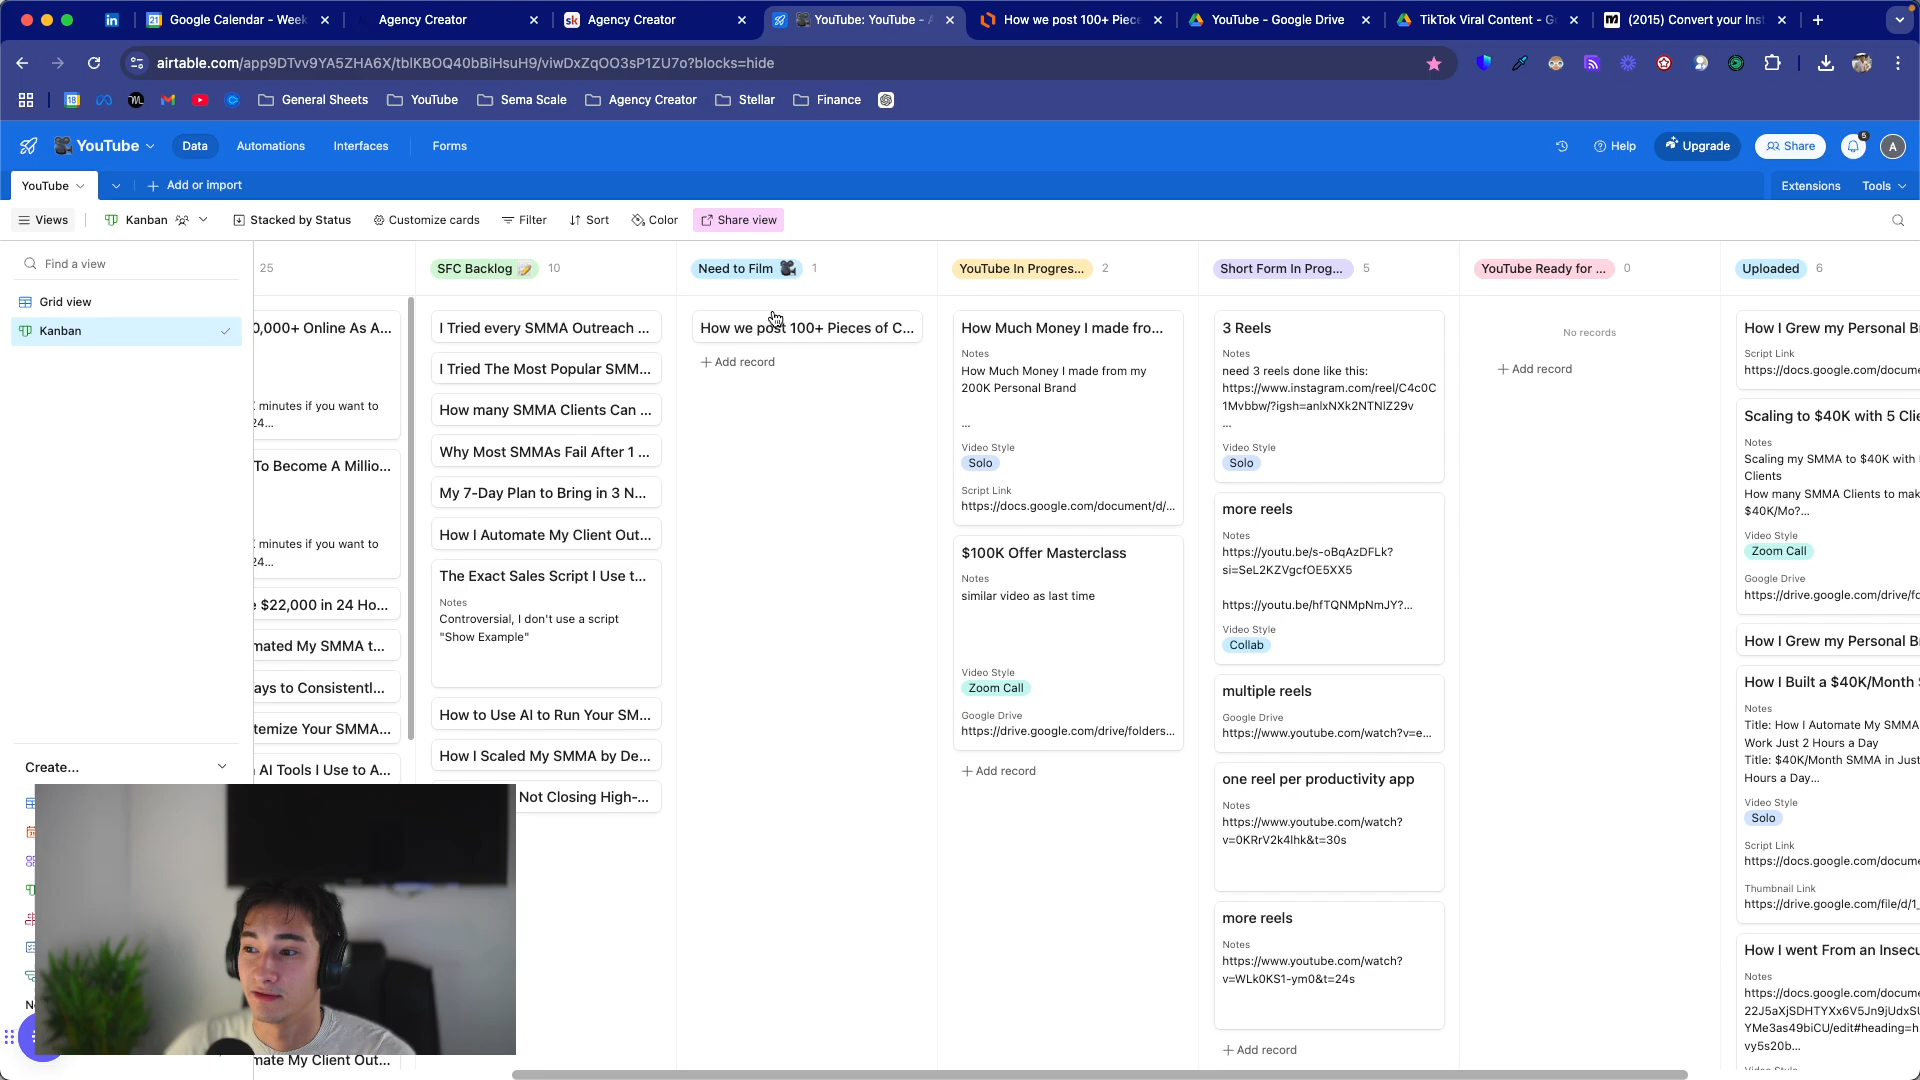 Google Calendar - Week
Agency Creator
Agency Creator
YouTube: YouTube - A
How we post 100+ Piece
YouTube - Google Drive
TikTok Viral Content - Go
(2015) Convert your Inst
airtable.com/app9DTvv9YA5ZHA6X/tblKBOQ40bBiHsuH9/viwDxZqOO3sP1ZU7o?blocks=hide
General Sheets
YouTube
Sema Scale
Agency Creator
Stellar
Finance
YouTube
Data
Automations
Interfaces
Forms
Help
Upgrade
Share
5
A
YouTube
Add or import
Extensions
Tools
Views
Kanban
Stacked by Status
Customize cards
Filter
Sort
Color
Share view
Find a view
Grid view
Kanban
Create...
25
0,000+ Online As A...
minutes if you want to
24...
To Become A Millio...
minutes if you want to
24...
$22,000 in 24 Ho...
mated My SMMA t...
ays to Consistentl...
temize Your SMMA...
AI Tools I Use to A...
mate My Client Out...
SFC Backlog 10
I Tried every SMMA Outreach ...
I Tried The Most Popular SMM...
How many SMMA Clients Can ...
Why Most SMMAs Fail After 1 ...
My 7-Day Plan to Bring in 3 N...
How I Automate My Client Out...
The Exact Sales Script I Use t...
Notes
Controversial, I don't use a script
"Show Example"
How to Use AI to Run Your SM...
How I Scaled My SMMA by De...
Not Closing High-...
Need to Film 1
How we post 100+ Pieces of C...
+ Add record
YouTube In Progres... 2
How Much Money I made fro...
Notes
How Much Money I made from my
200K Personal Brand
...
Video Style
Solo
Script Link
https://docs.google.com/document/d/...
$100K Offer Masterclass
Notes
similar video as last time
Video Style
Zoom Call
Google Drive
https://drive.google.com/drive/folders...
+ Add record
Short Form In Prog... 5
3 Reels
Notes
need 3 reels done like this:
https://www.instagram.com/reel/C4c0C
1Mvbbw/?igsh=anlxNXk2NTNlZ29v
...
Video Style
Solo
more reels
Notes
https://youtu.be/s-oBqAzDFLk?
si=SeL2KZVgcfOE5XX5
https://youtu.be/hfTQNMpNmJY?...
Video Style
Collab
multiple reels
Google Drive
https://www.youtube.com/watch?v=e...
one reel per productivity app
Notes
https://www.youtube.com/watch?
v=0KRrV2k4lhk&t=30s
more reels
Notes
https://www.youtube.com/watch?
v=WLk0KS1-ym0&t=24s
+ Add record
YouTube Ready for ... 0
No records
+ Add record
Uploaded 6
How I Grew my Personal B
Script Link
https://docs.google.com/docume
Scaling to $40K with 5 Clie
Notes
Scaling my SMMA to $40K with
Clients
How many SMMA Clients to mak
$40K/Mo?...
Video Style
Zoom Call
Google Drive
https://drive.google.com/drive/fo
How I Grew my Personal B
How I Built a $40K/Month
Notes
Title: How I Automate My SMMA
Work Just 2 Hours a Day
Title: $40K/Month SMMA in Just
Hours a Day...
Video Style
Solo
Script Link
https://docs.google.com/docume
Thumbnail Link
https://drive.google.com/file/d/1_
How I went From an Insecu
Notes
https://docs.google.com/docume
22J5aXjSDHTYXx6V5Jn9jUdxSU
YMe3as49biCU/edit#heading=h.
vy5s20b...